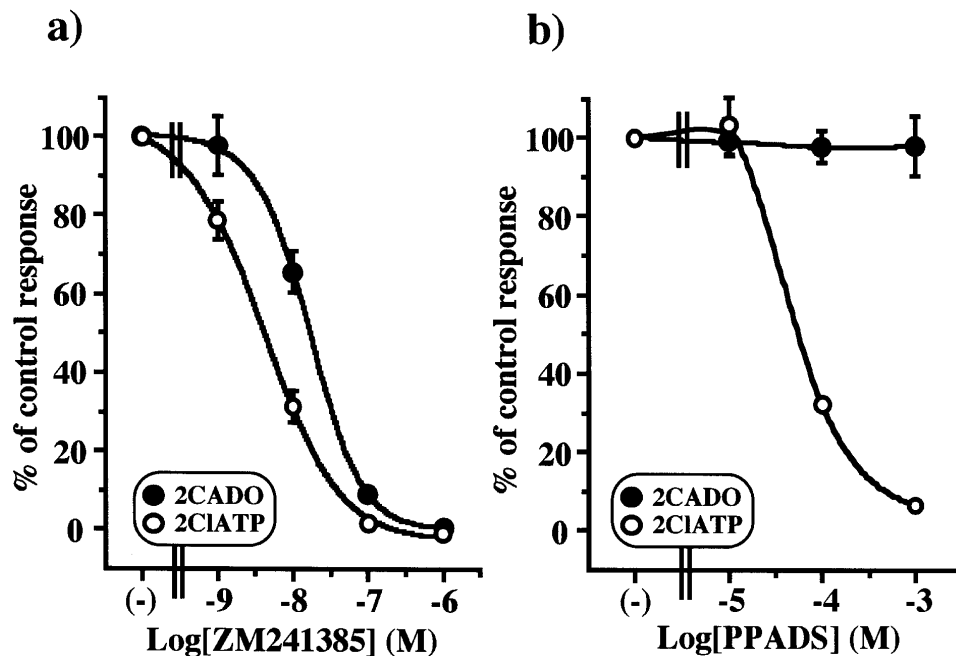 a)
% of control response
100
80
60
40
20
0
2CADO
2ClATP
(-) -9 -8 -7 -6
Log[ZM241385] (M)
b)
% of control response
100
80
60
40
20
0
2CADO
2ClATP
(-) -5 -4 -3
Log[PPADS] (M)